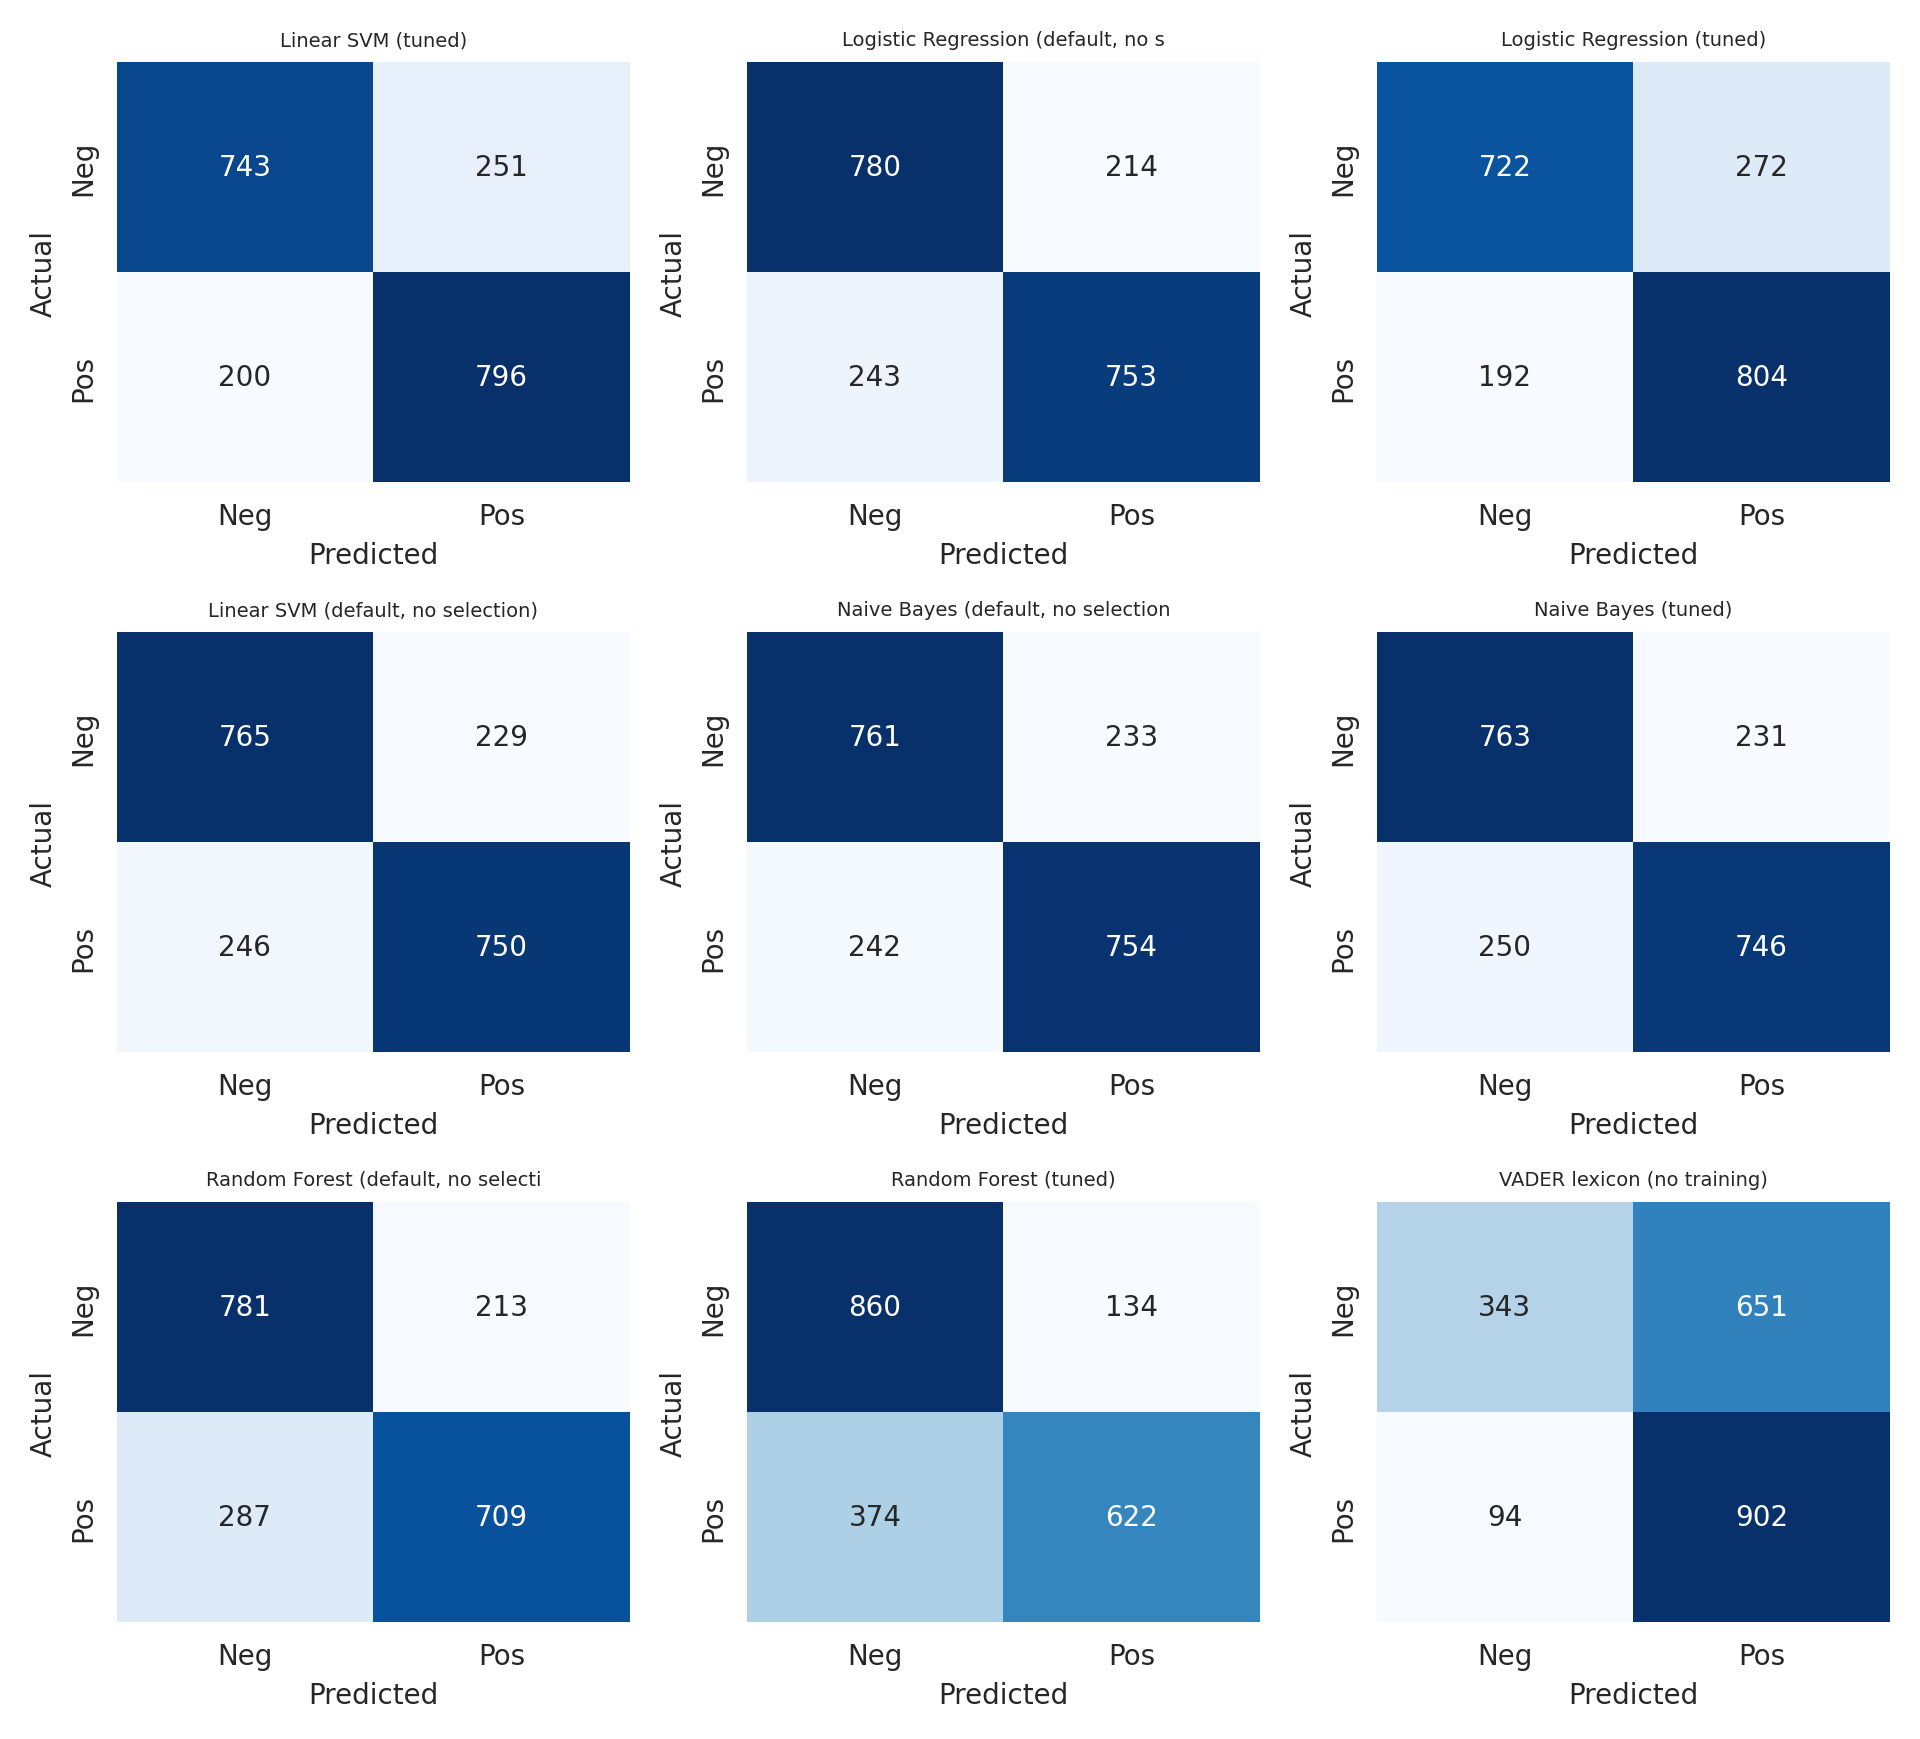 Linear SVM (tuned)
Neg
743
251
Actual
Pos
200
796
Neg
Pos
Predicted
Logistic Regression (default, no s
Neg
780
214
Actual
Pos
243
753
Neg
Pos
Predicted
Logistic Regression (tuned)
Neg
722
272
Actual
Pos
192
804
Neg
Pos
Predicted
Linear SVM (default, no selection)
Neg
765
229
Actual
Pos
246
750
Neg
Pos
Predicted
Naive Bayes (default, no selection
Neg
761
233
Actual
Pos
242
754
Neg
Pos
Predicted
Naive Bayes (tuned)
Neg
763
231
Actual
Pos
250
746
Neg
Pos
Predicted
Random Forest (default, no selecti
Neg
781
213
Actual
Pos
287
709
Neg
Pos
Predicted
Random Forest (tuned)
Neg
860
134
Actual
Pos
374
622
Neg
Pos
Predicted
VADER lexicon (no training)
Neg
343
651
Actual
Pos
94
902
Neg
Pos
Predicted